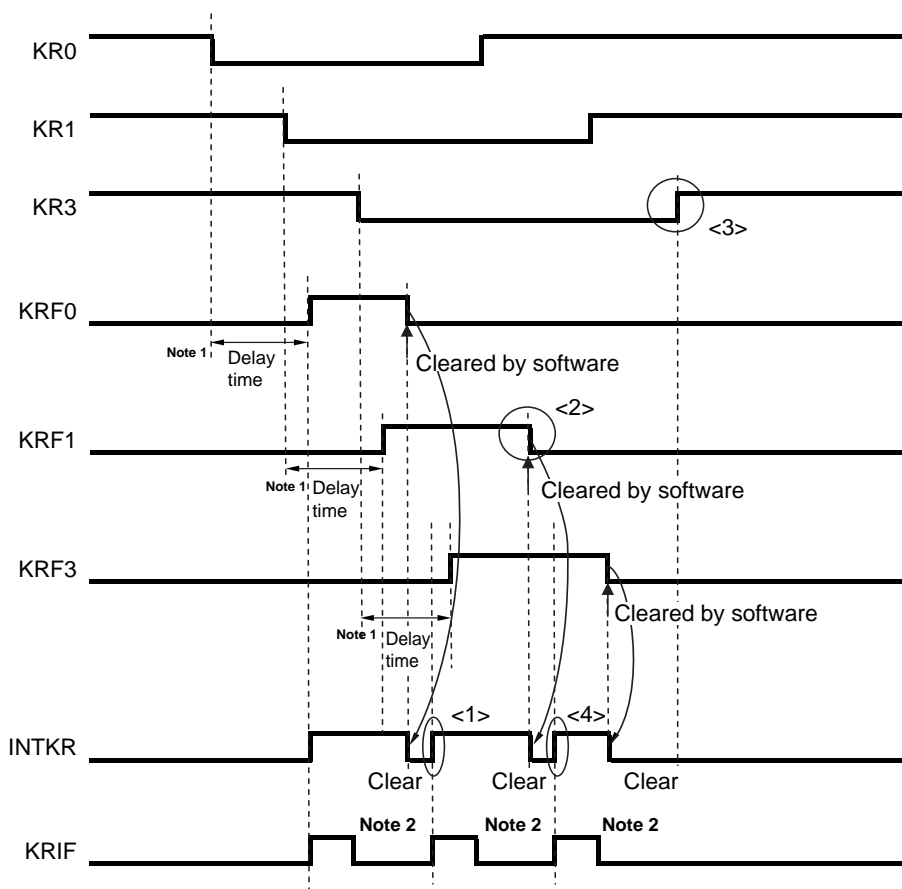 KR0
KR1
KR3
<3>
KRF0
Note 1 Delay
time
Cleared by software
<2>
KRF1
Note 1 Delay
time
Cleared by software
KRF3
Note 1 Delay
time
Cleared by software
<1>
<4>
INTKR
Clear
Clear
Clear
Note 2
Note 2
Note 2
KRIF